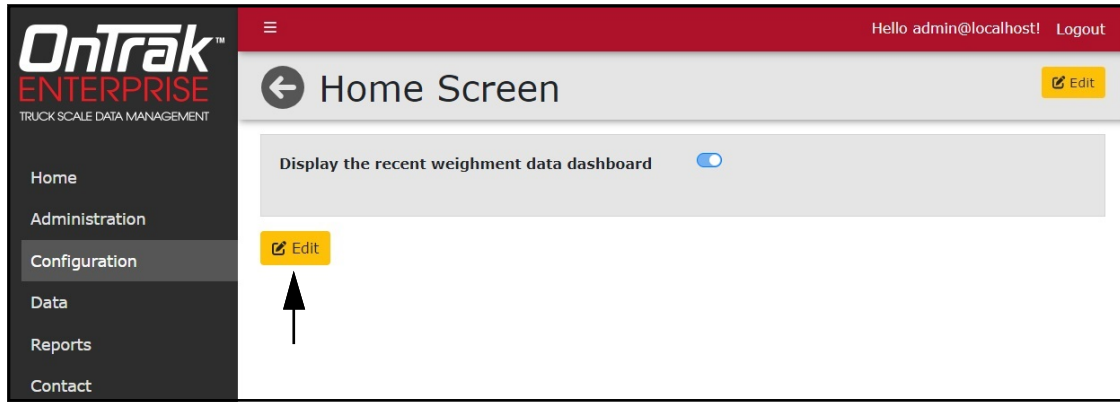 OnTrak™
ENTERPRISE
TRUCK SCALE DATA MANAGEMENT
Home
Administration
Configuration
Data
Reports
Contact
Hello admin@localhost! Logout
Home Screen
Edit
Display the recent weighment data dashboard
Edit